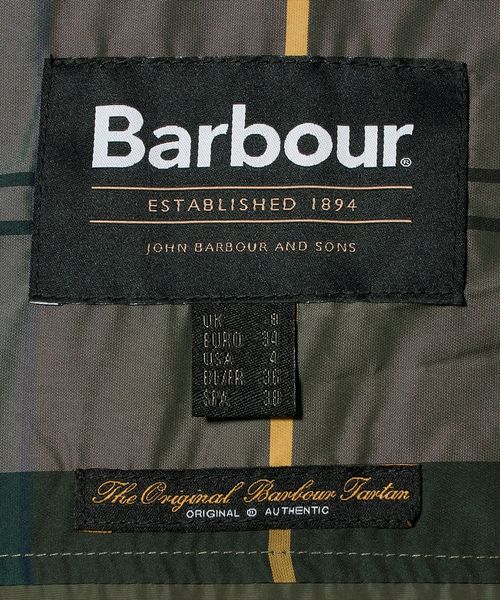 Barbour®
ESTABLISHED 1894
JOHN BARBOUR AND SONS
UK 8
EURO 34
USA 4
BL/FR 36
SPA 38
The Original Barbour Tartan
ORIGINAL ® AUTHENTIC